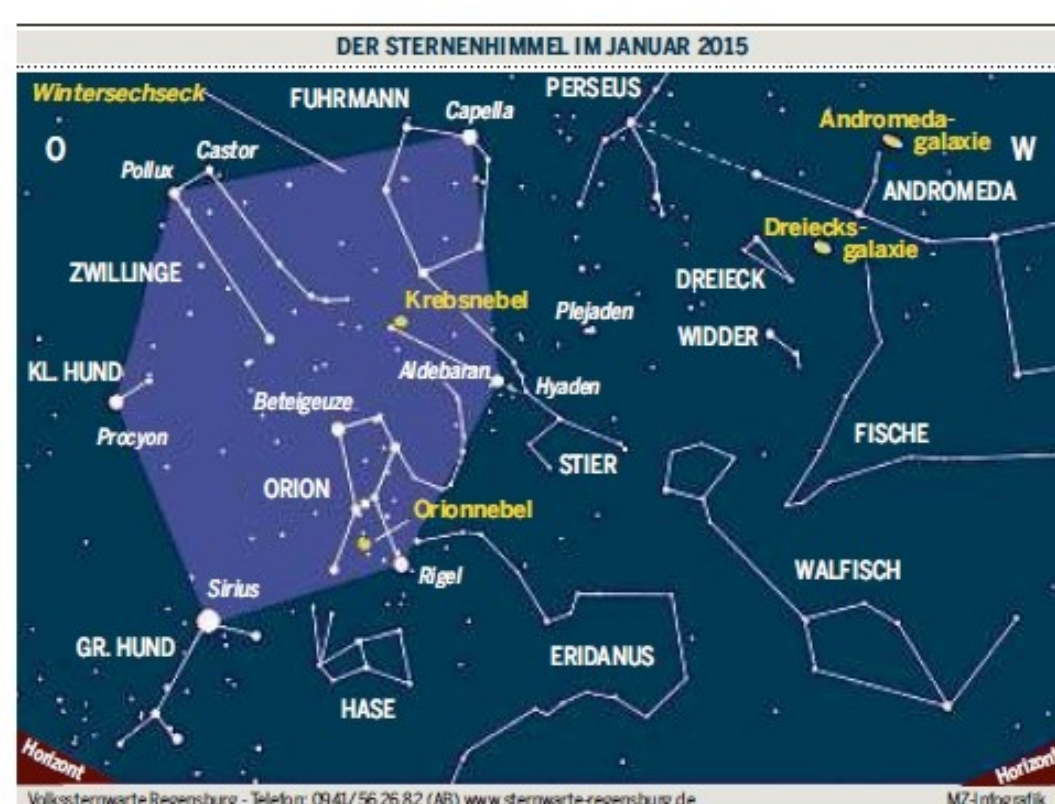 DER STERNENHIMMEL IM JANUAR 2015
Wintersechseck
FUHRMANN
Capella
PERSEUS
Andromeda-
galaxie
O
W
Castor
Pollux
ANDROMEDA
Dreiecks-
galaxie
ZWILLINGE
DREIECK
Krebsnebel
Plejaden
WIDDER
KL. HUND
Aldebaran
Hyaden
Beteigeuze
Procyon
FISCHE
STIER
ORION
Orionnebel
Rigel
WALFISCH
Sirius
GR. HUND
ERIDANUS
HASE
Horizont
Horizont
Volkssternwarte Regensburg - Telefon: 0941/ 56 26 82 (AB) www.sternwarte-regensburg.de
MZ-Infografik